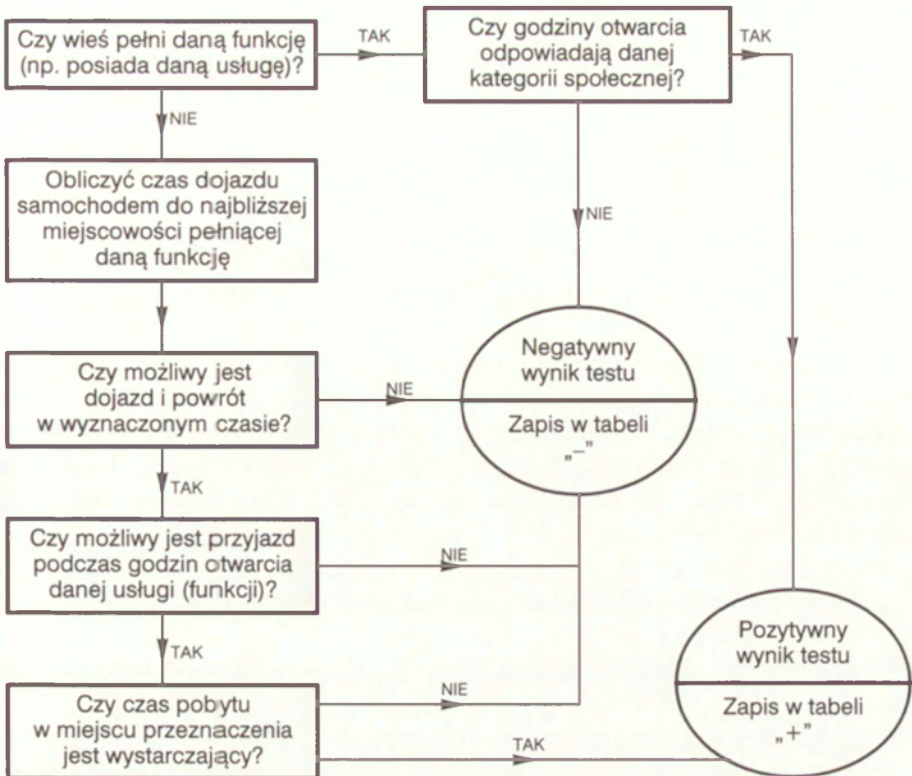 Czy wieś pełni daną funkcję
(np. posiada daną usługę)?
TAK
Czy godziny otwarcia
odpowiadają danej
kategorii społecznej?
TAK
NIE
Obliczyć czas dojazdu
samochodem do najbliższej
miejscowości pełniącej
daną funkcję
NIE
Czy możliwy jest
dojazd i powrót
w wyznaczonym czasie?
NIE
Negatywny
wynik testu
Zapis w tabeli
„–”
TAK
Czy możliwy jest przyjazd
podczas godzin otwarcia
danej usługi (funkcji)?
NIE
TAK
Czy czas pobytu
w miejscu przeznaczenia
jest wystarczający?
NIE
TAK
Pozytywny
wynik testu
Zapis w tabeli
„+”